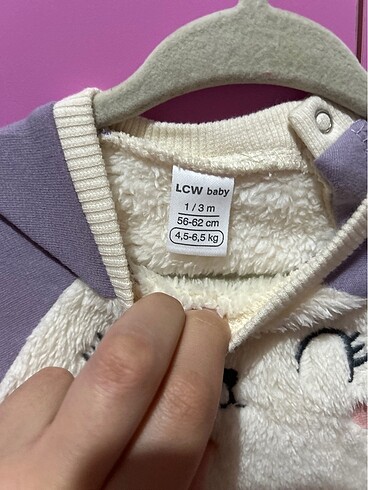 LCW baby
1 / 3 m
56-62 cm
4,5-6,5 kg